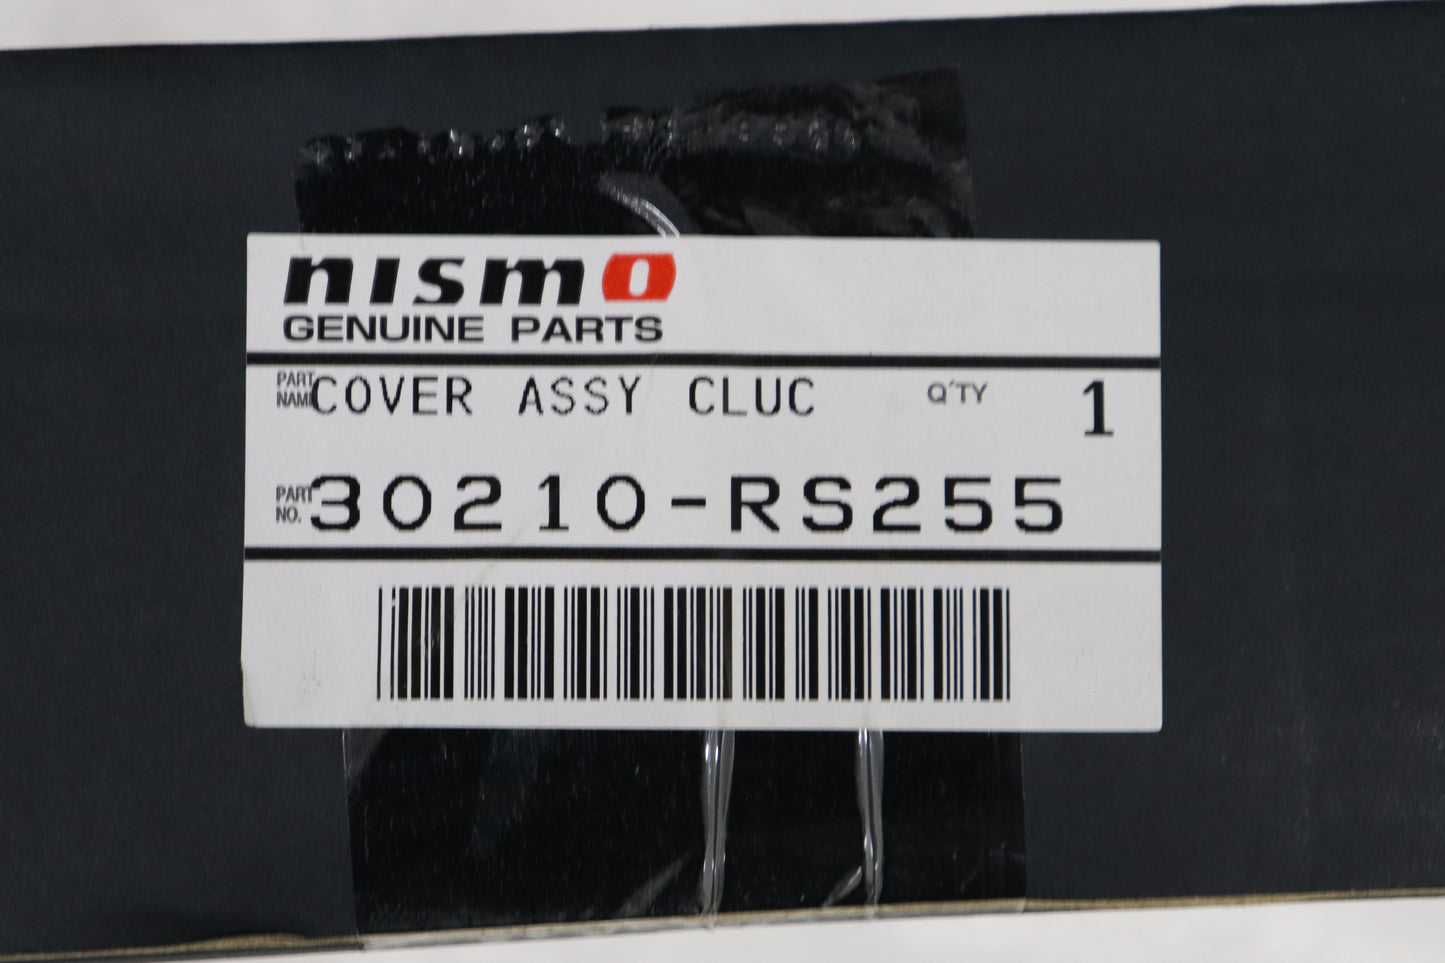 nismo
GENUINE PARTS
PART NAME COVER ASSY CLUC Q'TY 1
PART NO. 30210-RS255